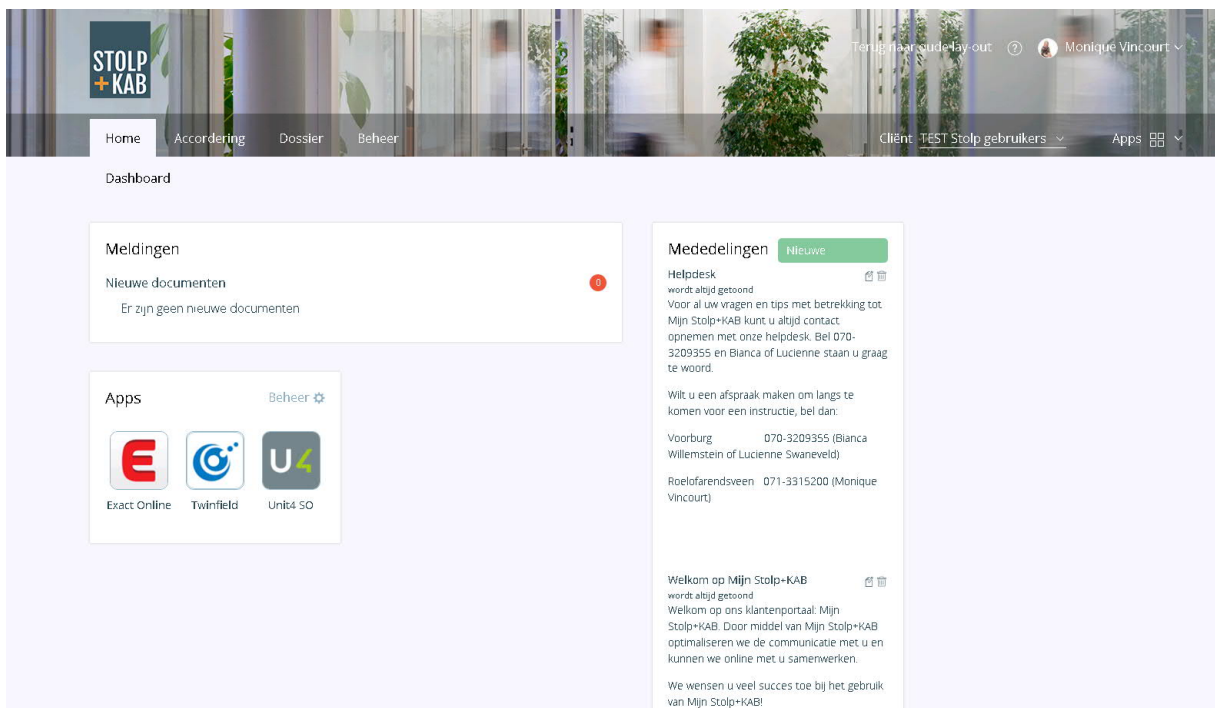 STOLP
+KAB
Terug naar oude lay-out
Monique Vincourt
Home
Accordering
Dossier
Beheer
Cliënt TEST Stolp gebruikers
Apps
Dashboard
Meldingen
Nieuwe documenten
0
Er zijn geen nieuwe documenten
Apps
Beheer
E
U4
Exact Online
Twinfield
Unit4 SO
Mededelingen
Nieuwe
Helpdesk
wordt altijd getoond
Voor al uw vragen en tips met betrekking tot
Mijn Stolp+KAB kunt u altijd contact
opnemen met onze helpdesk. Bel 070-
3209355 en Bianca of Lucienne staan u graag
te woord.
Wilt u een afspraak maken om langs te
komen voor een instructie, bel dan:
Voorburg 070-3209355 (Bianca
Willemstein of Lucienne Swaneveld)
Roelofarendsveen 071-3315200 (Monique
Vincourt)
Welkom op Mijn Stolp+KAB
wordt altijd getoond
Welkom op ons klantenportaal: Mijn
Stolp+KAB. Door middel van Mijn Stolp+KAB
optimaliseren we de communicatie met u en
kunnen we online met u samenwerken.
We wensen u veel succes toe bij het gebruik
van Mijn Stolp+KAB!